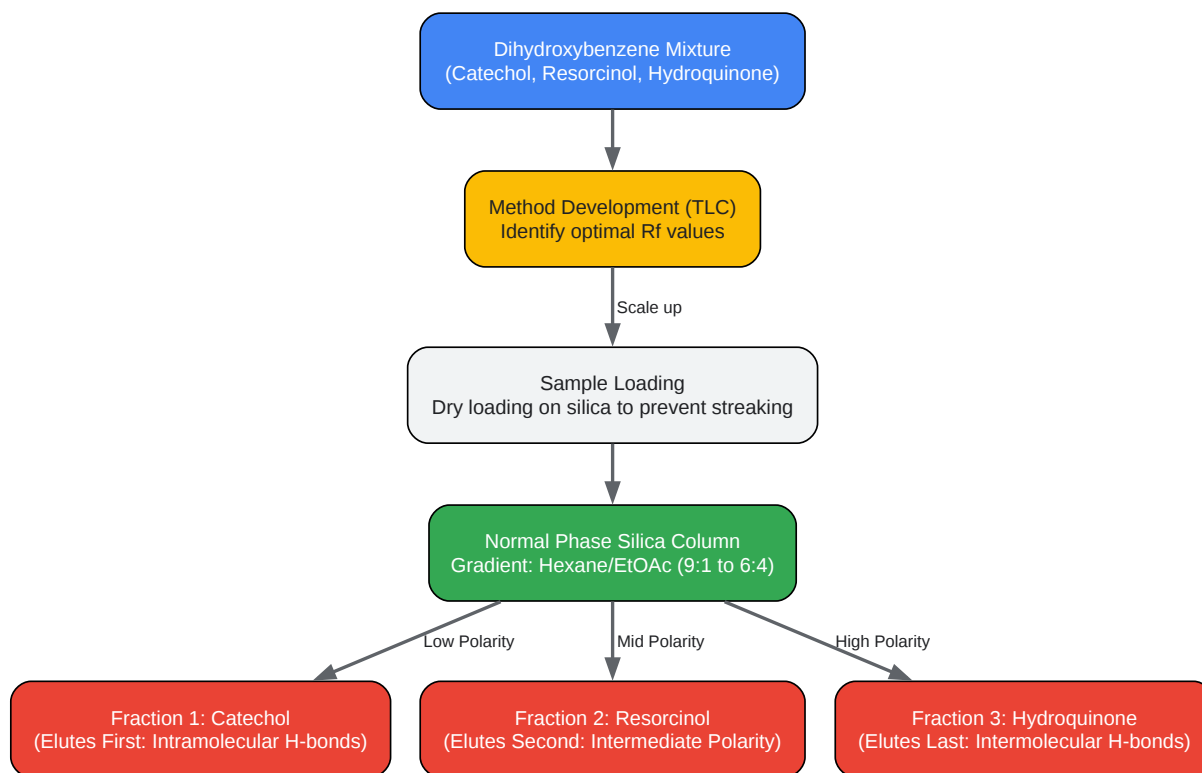 Dihydroxybenzene Mixture
(Catechol, Resorcinol, Hydroquinone)
Method Development (TLC)
Identify optimal Rf values
Scale up
Sample Loading
Dry loading on silica to prevent streaking
Normal Phase Silica Column
Gradient: Hexane/EtOAc (9:1 to 6:4)
Low Polarity
Mid Polarity
High Polarity
Fraction 1: Catechol
(Elutes First: Intramolecular H-bonds)
Fraction 2: Resorcinol
(Elutes Second: Intermediate Polarity)
Fraction 3: Hydroquinone
(Elutes Last: Intermolecular H-bonds)